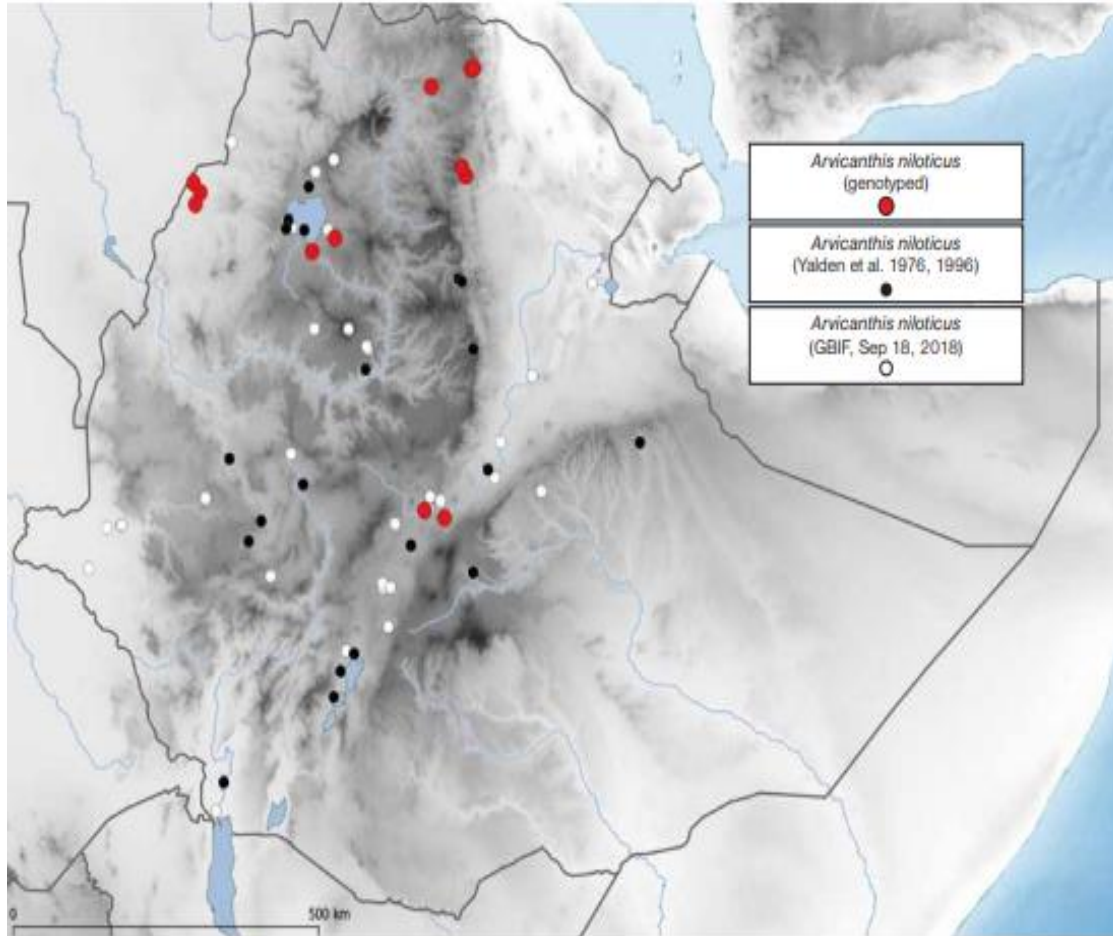 Arvicanthis niloticus
(genotyped)
Arvicanthis niloticus
(Yalden et al. 1976, 1996)
Arvicanthis niloticus
(GBIF, Sep 18, 2018)
0
500 km